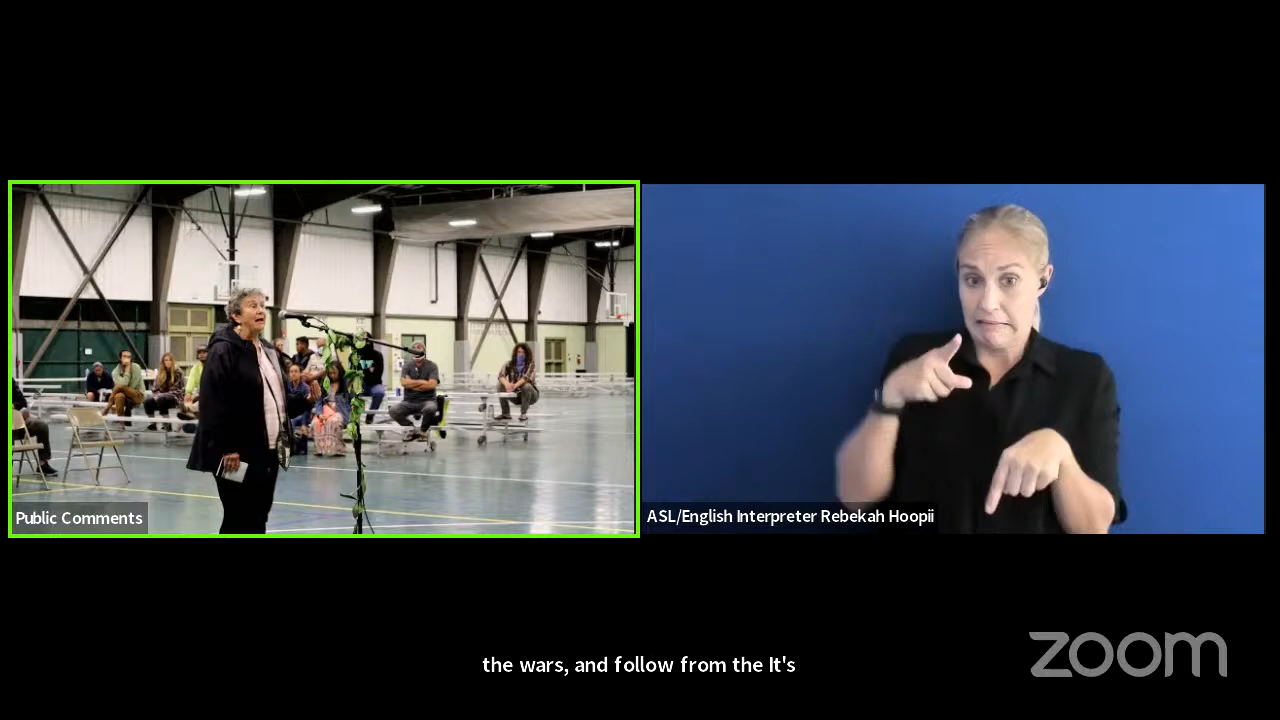 Public Comments
ASL/English Interpreter Rebekah Hoopii
the wars, and follow from the It's
zoom